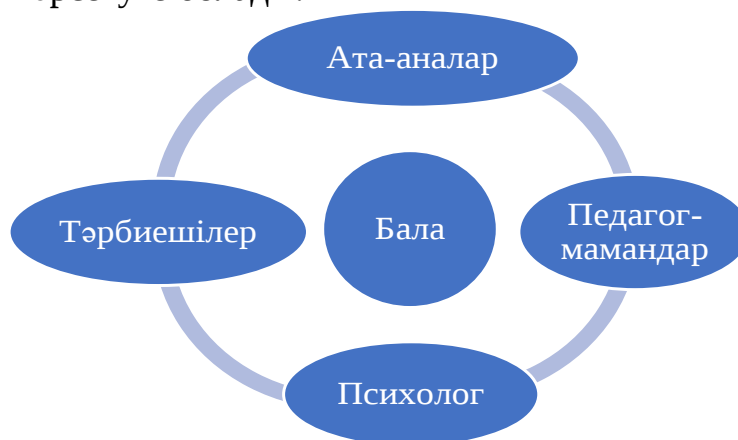 Ата-аналар
Тәрбиешілер
Бала
Педагог-
мамандар
Психолог